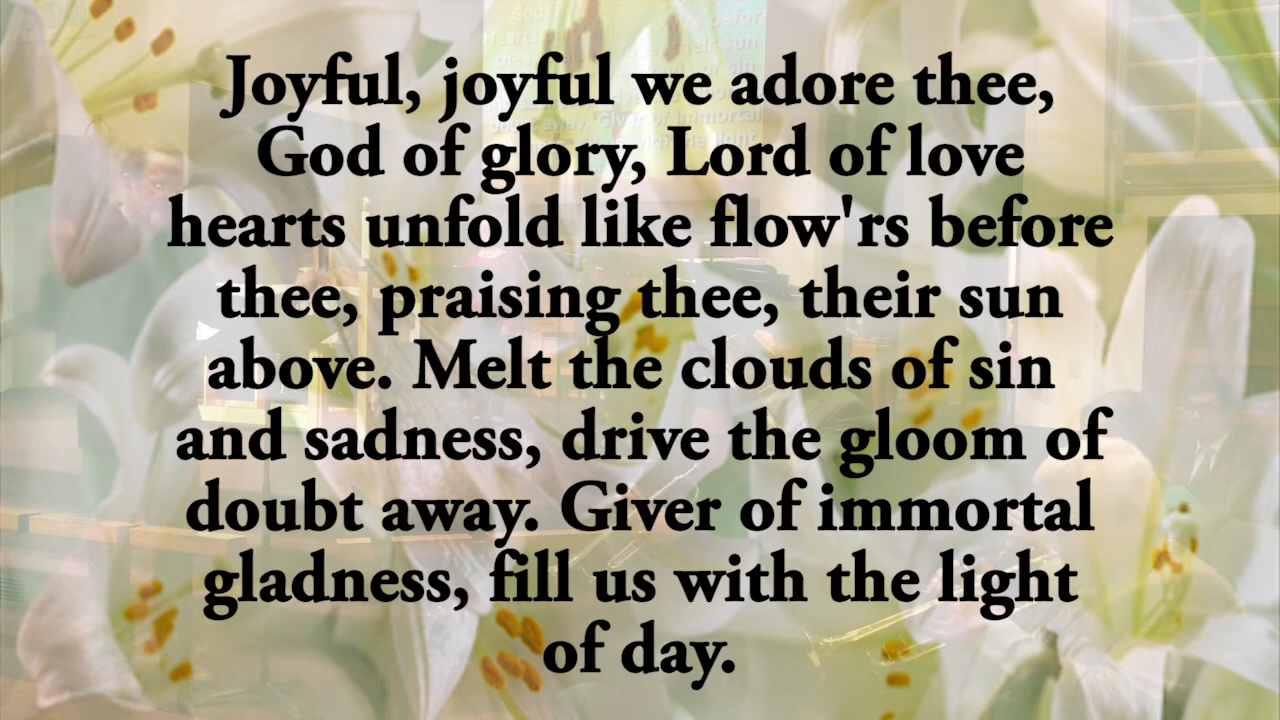 Joyful, joyful we adore thee,
God of glory, Lord of love
hearts unfold like flow'rs before
thee, praising thee, their sun
above. Melt the clouds of sin
and sadness, drive the gloom of
doubt away. Giver of immortal
gladness, fill us with the light
of day.